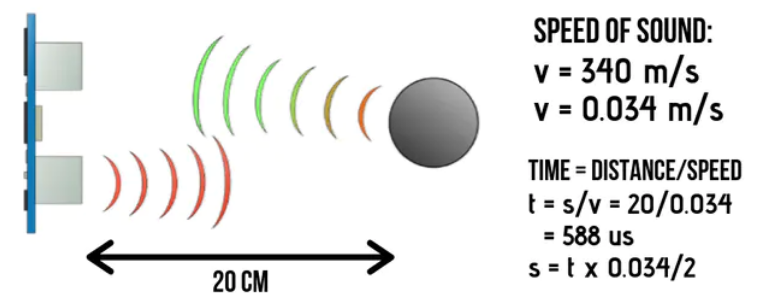 SPEED OF SOUND:
v = 340 m/s
v = 0.034 m/s
TIME = DISTANCE/SPEED
t = s/v = 20/0.034
= 588 us
s = t x 0.034/2
20 CM